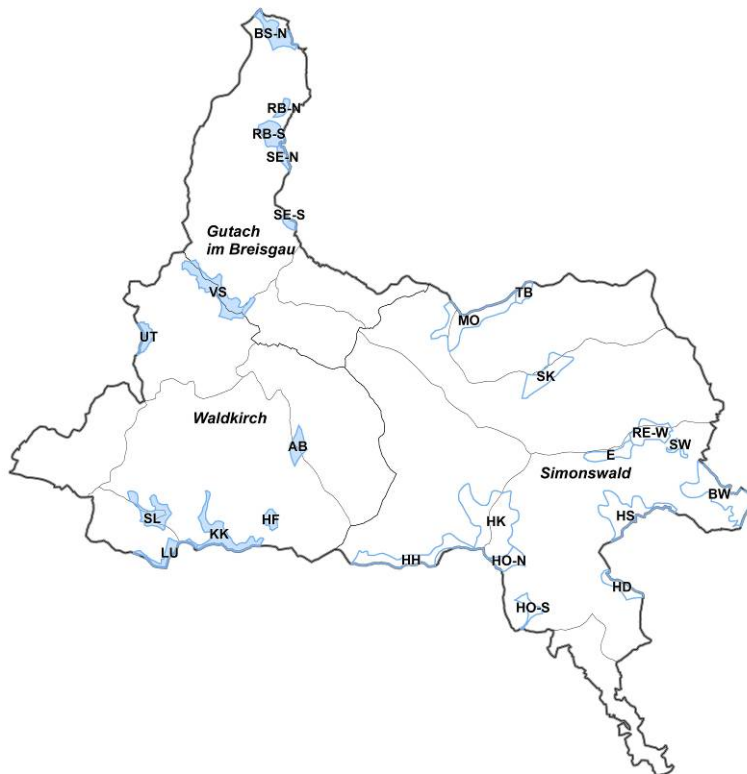 BS-N
RB-N
RB-S
SE-N
SE-S
Gutach
im Breisgau
VS
TB
MO
UT
SK
Waldkirch
RE-W
AB
SW
E
Simonswald
BW
SL
HF
HK
HS
KK
LU
HH
HO-N
HD
HO-S